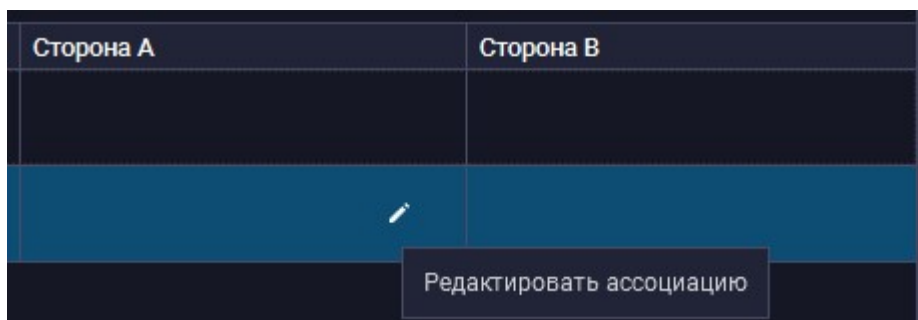 Сторона A
Сторона B
Редактировать ассоциацию